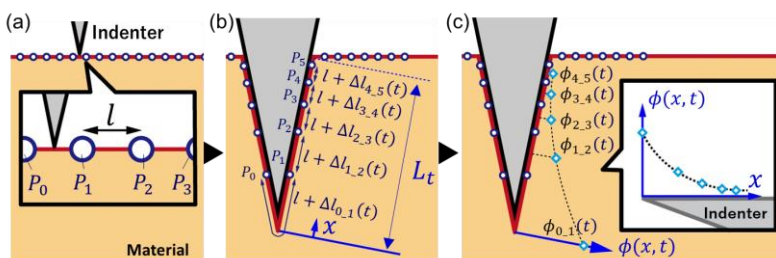 (a)
Indenter
l
P₀ P₁ P₂ P₃
Material
(b)
P₅
P₄
P₃
P₂
P₁
P₀
l + Δl₄_₅(t)
l + Δl₃_₄(t)
l + Δl₂_₃(t)
l + Δl₁_₂(t)
l + Δl₀_₁(t)
Lₜ
x
(c)
ϕ₄_₅(t)
ϕ₃_₄(t)
ϕ₂_₃(t)
ϕ₁_₂(t)
ϕ₀_₁(t)
ϕ(x, t)
ϕ(x, t)
x
Indenter